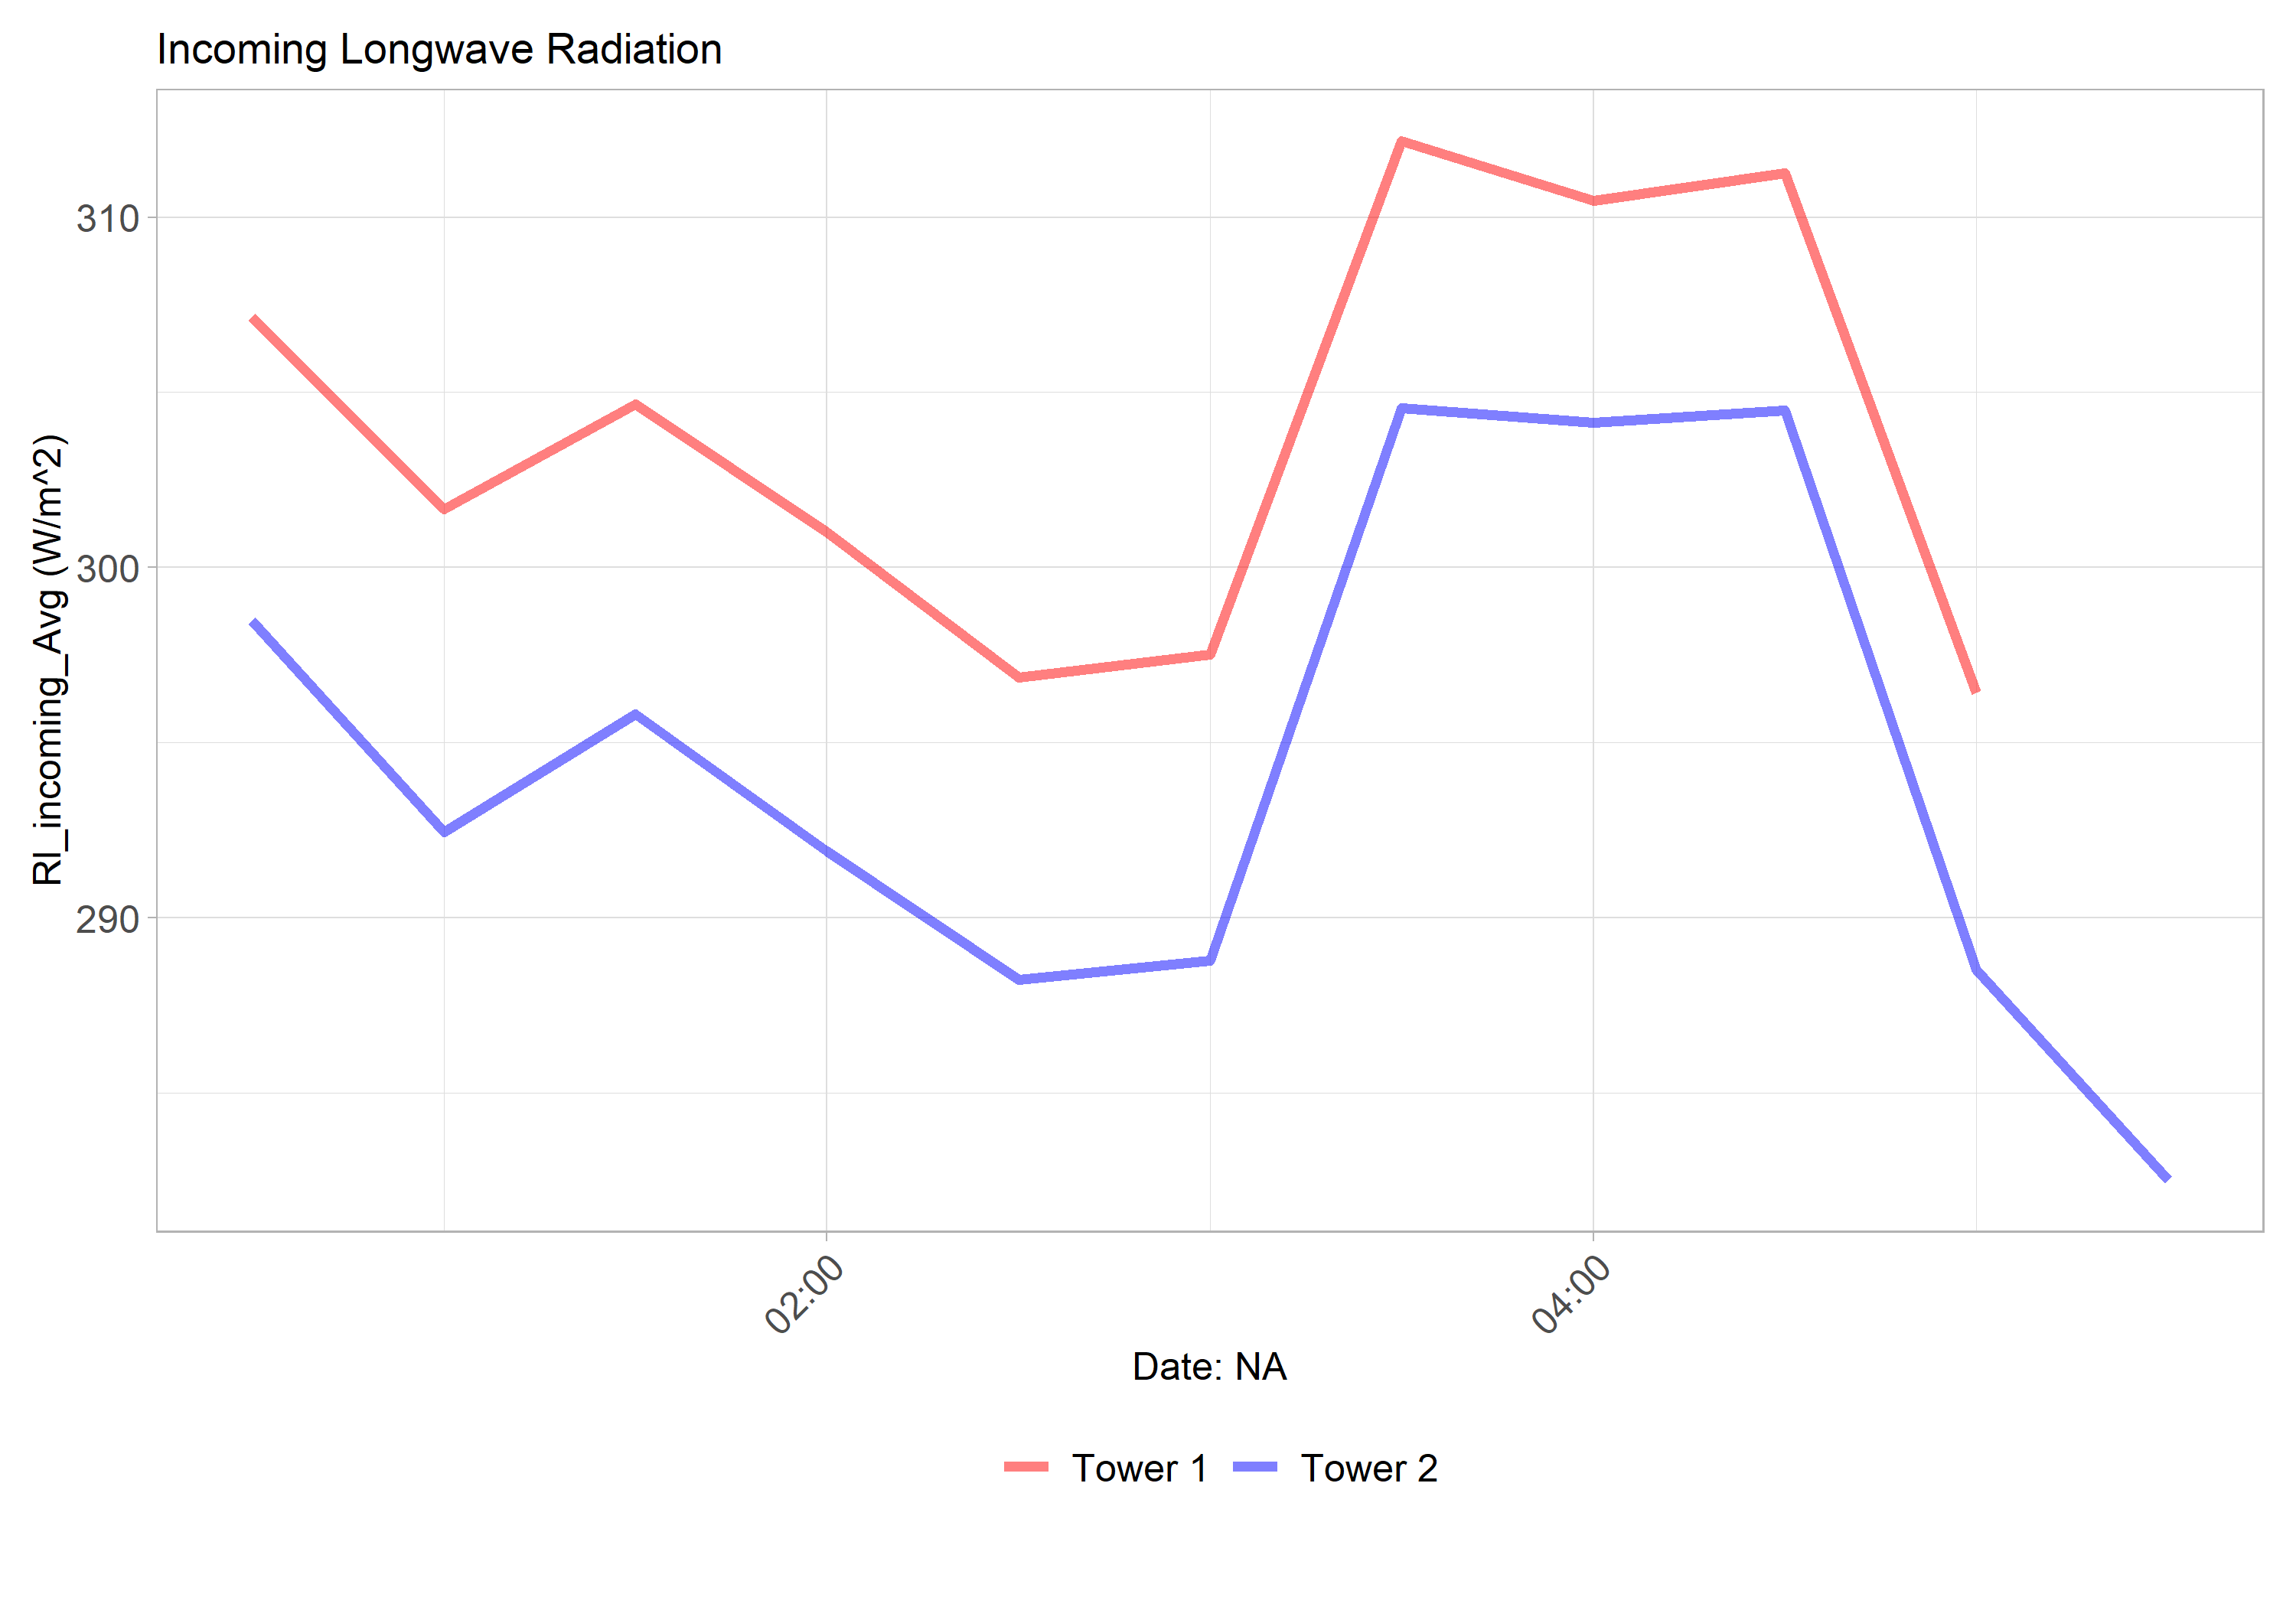 Incoming Longwave Radiation
Rl_incoming_Avg (W/m^2)
310
300
290
02:00
04:00
Date: NA
Tower 1
Tower 2